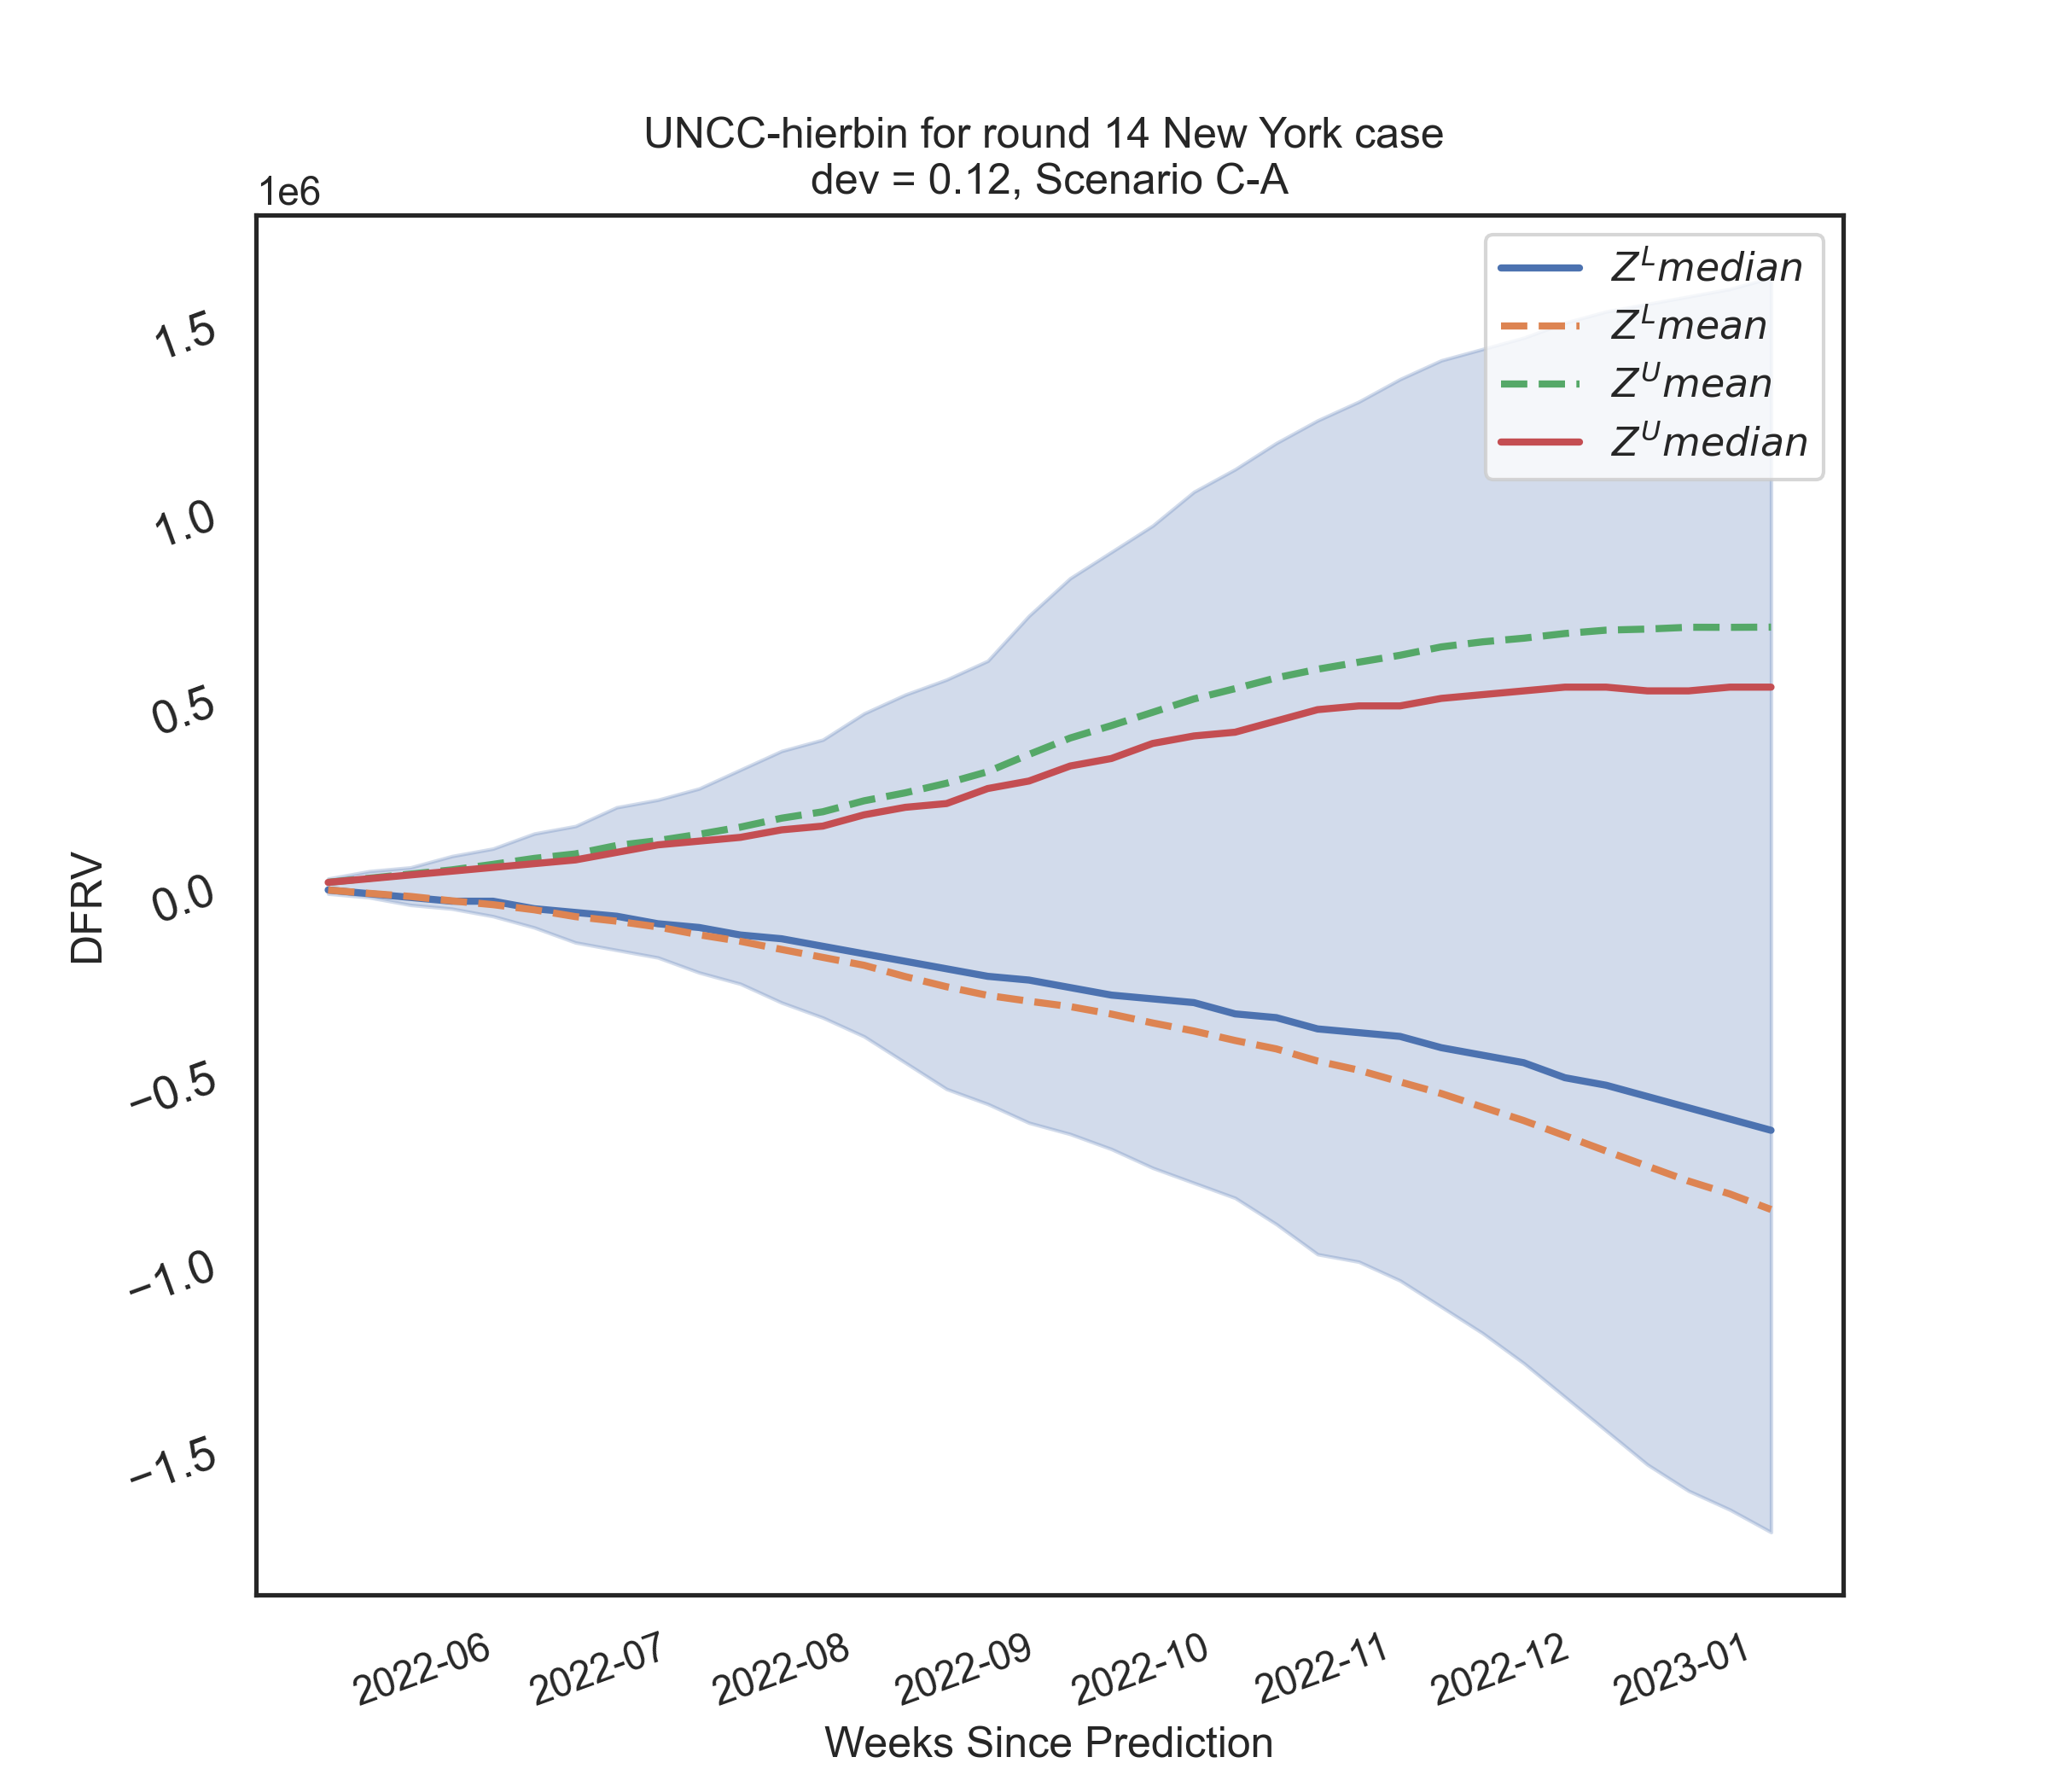 UNCC-hierbin for round 14 New York case
dev = 0.12, Scenario C-A
1e6
Z^L median
Z^L mean
Z^U mean
Z^U median
1.5
1.0
0.5
0.0
−0.5
−1.0
−1.5
DFRV
2022-06
2022-07
2022-08
2022-09
2022-10
2022-11
2022-12
2023-01
Weeks Since Prediction